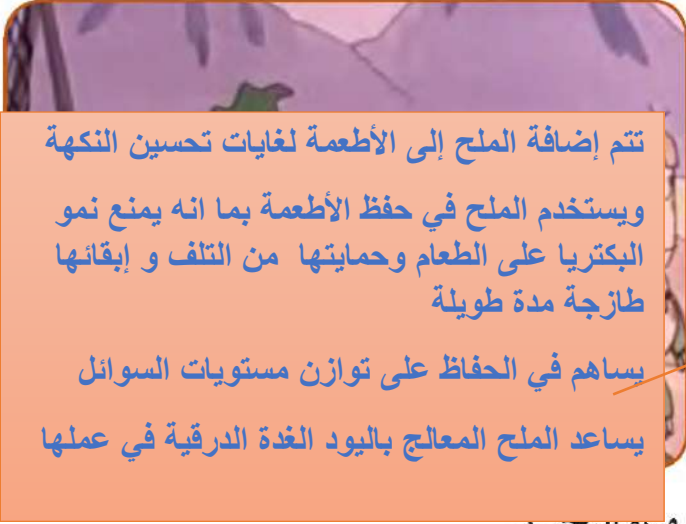 تتم إضافة الملح إلى الأطعمة لغايات تحسين النكهة
ويستخدم الملح في حفظ الأطعمة بما انه يمنع نمو
البكتريا على الطعام وحمايتها من التلف و إبقائها
طازجة مدة طويلة
يساهم في الحفاظ على توازن مستويات السوائل
يساعد الملح المعالج باليود الغدة الدرقية في عملها